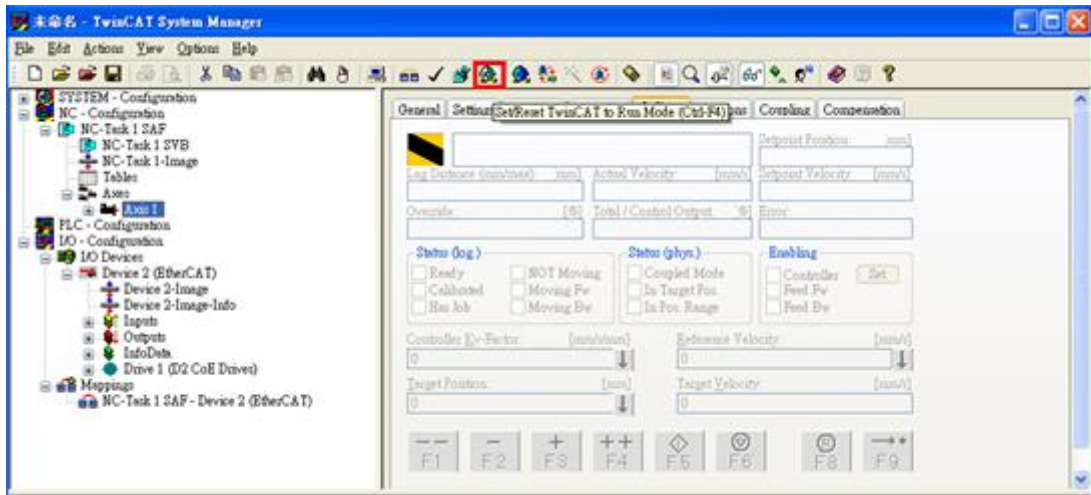 未命名 - TwinCAT System Manager
File Edit Actions View Options Help
SYSTEM - Configuration
NC - Configuration
NC-Task 1 SAF
NC-Task 1 SVB
NC-Task 1-Image
Tables
Axes
Axis 1
PLC - Configuration
I/O - Configuration
I/O Devices
Device 2 (EtherCAT)
Device 2-Image
Device 2-Image-Info
Inputs
Outputs
InfoData
Drive 1 (D2 CoE Drives)
Mappings
NC-Task 1 SAF - Device 2 (EtherCAT)
General Coupling Compensation
Set/Reset TwinCAT to Run Mode (Ctrl-F4)
Setpoint Position: mm]
Lag Distance (min/max): mm] Actual Velocity: [mm/s] Setpoint Velocity: [mm/s]
Override: [%] Total / Control Output: %] Error:
Status (log.) Status (phys.) Enabling
Ready NOT Moving Coupled Mode Controller Set
Calibrated Moving Fw In Target Pos. Feed Fw
Has Job Moving Bw In Pos. Range Feed Bw
Controller Kv-Factor: [mm/s/mm] Reference Velocity: [mm/s]
0 0
Target Position: [mm] Target Velocity: [mm/s]
0 0
-- - + ++
F1 F2 F3 F4 F5 F6 F8 F9